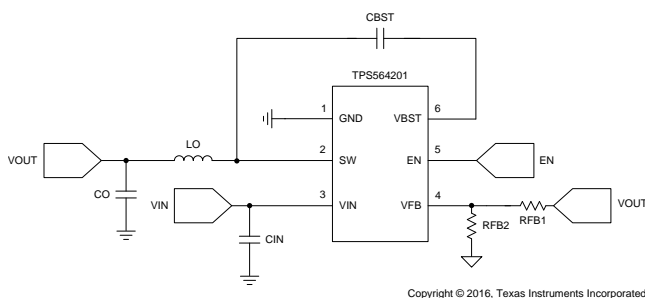 CBST
TPS564201
1 GND VBST 6
LO
VOUT 2 SW EN 5 EN
CO VIN 3 VIN VFB 4
CIN RFB2 RFB1 VOUT
Copyright © 2016, Texas Instruments Incorporated